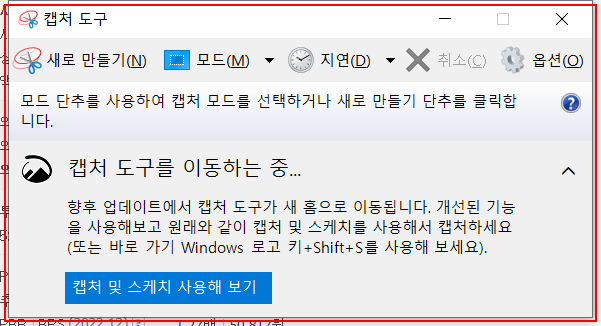 캡처 도구
새로 만들기(N) 모드(M) 지연(D) 취소(C) 옵션(O)
모드 단추를 사용하여 캡처 모드를 선택하거나 새로 만들기 단추를 클릭합
니다.
캡처 도구를 이동하는 중...
향후 업데이트에서 캡처 도구가 새 홈으로 이동됩니다. 개선된 기능
을 사용해보고 원래와 같이 캡처 및 스케치를 사용해서 캡처하세요
(또는 바로 가기 Windows 로고 키+Shift+S를 사용해 보세요).
캡처 및 스케치 사용해 보기